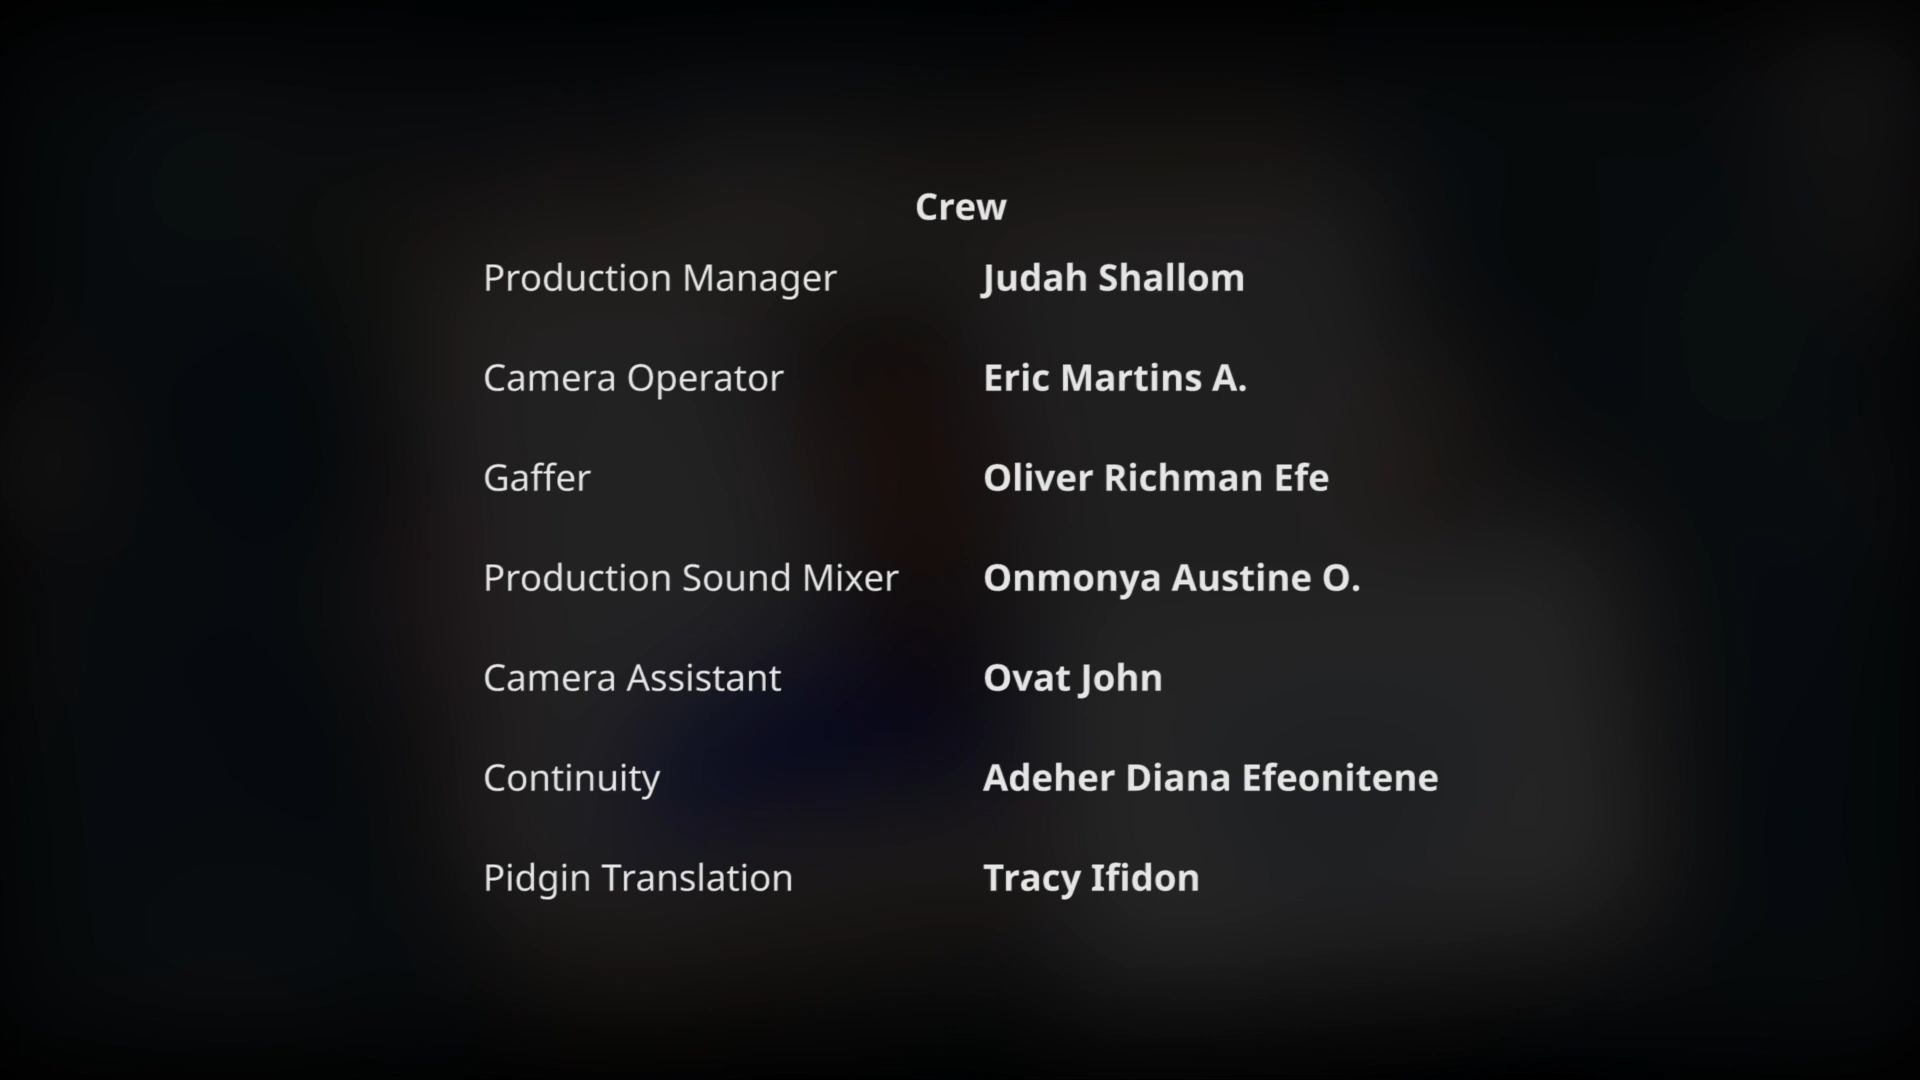 Crew
Production Manager Judah Shallom
Camera Operator Eric Martins A.
Gaffer Oliver Richman Efe
Production Sound Mixer Onmonya Austine O.
Camera Assistant Ovat John
Continuity Adeher Diana Efeonitene
Pidgin Translation Tracy Ifidon